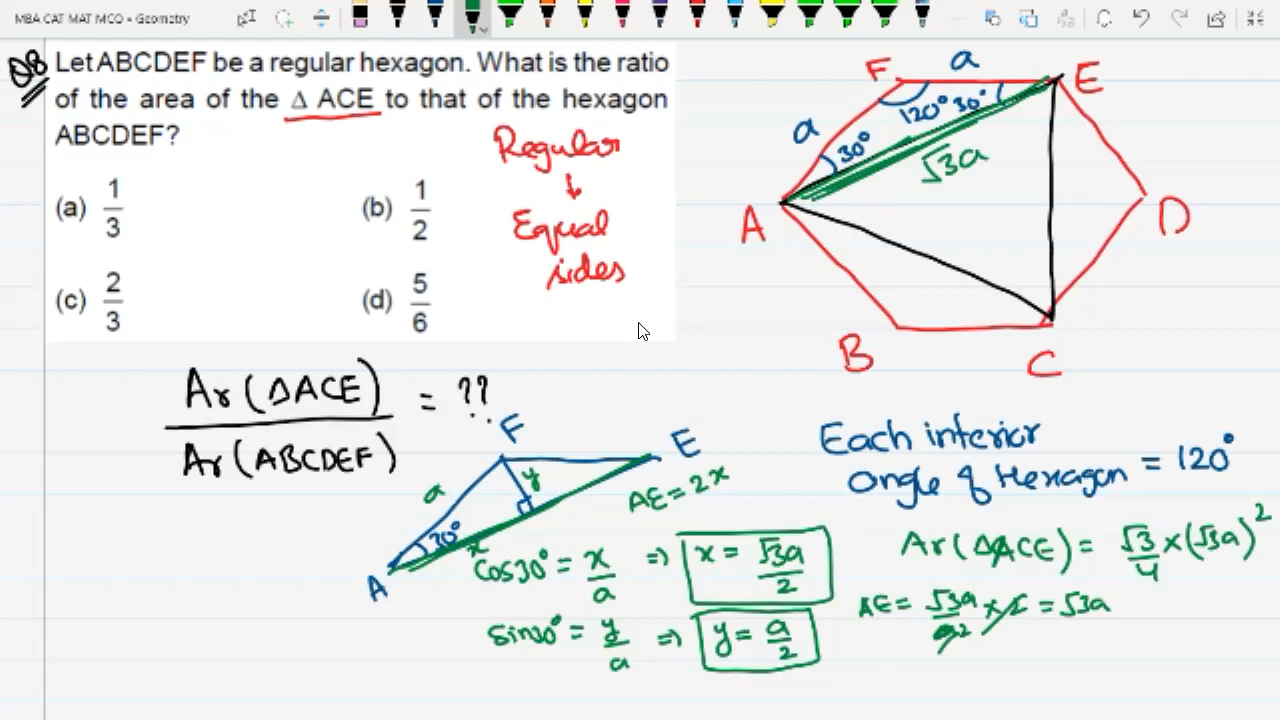 MBA CAT MAT MCQ • Geometry
Q8 Let ABCDEF be a regular hexagon. What is the ratio
of the area of the Δ ACE to that of the hexagon
ABCDEF?
(a) 1/3 (b) 1/2
(c) 2/3 (d) 5/6
Regular
↓
Equal
sides
F a E
a 120° 30°
30°
√3a
A D
B C
Ar(ΔACE)/Ar(ABCDEF) = ??
F E
a y AE = 2x
30° x
A
Cos30° = x/a ⇒ x = √3a/2
Sin30° = y/a ⇒ y = a/2
Each interior
angle of Hexagon = 120°
Ar(ΔACE) = √3/4 × (√3a)²
AE = √3a/2 × 2 = √3a